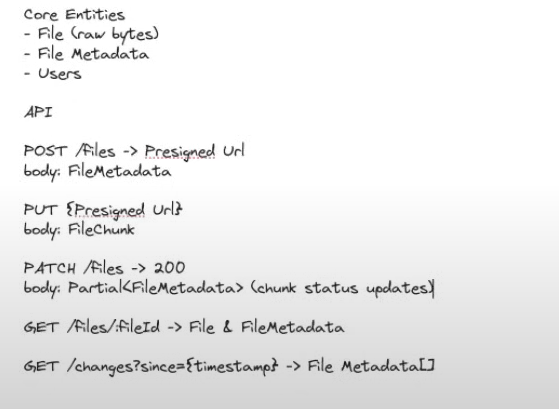 Core Entities
- File (raw bytes)
- File Metadata
- Users
API
POST /files -> Presigned Url
body: FileMetadata
PUT {Presigned Url}
body: FileChunk
PATCH /files -> 200
body: Partial<FileMetadata> (chunk status updates)
GET /files/:fileId -> File & FileMetadata
GET /changes?since={timestamp} -> File Metadata[]